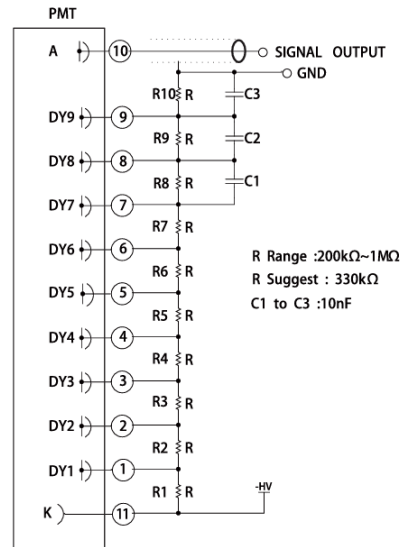 PMT
A 10 SIGNAL OUTPUT
GND
R10 R C3
DY9 9
R9 R C2
DY8 8
R8 R C1
DY7 7
R7 R
DY6 6
R6 R
DY5 5
R5 R
DY4 4
R4 R
DY3 3
R3 R
DY2 2
R2 R
DY1 1
R1 R
K 11
-HV
R Range :200kΩ~1MΩ
R Suggest : 330kΩ
C1 to C3 :10nF